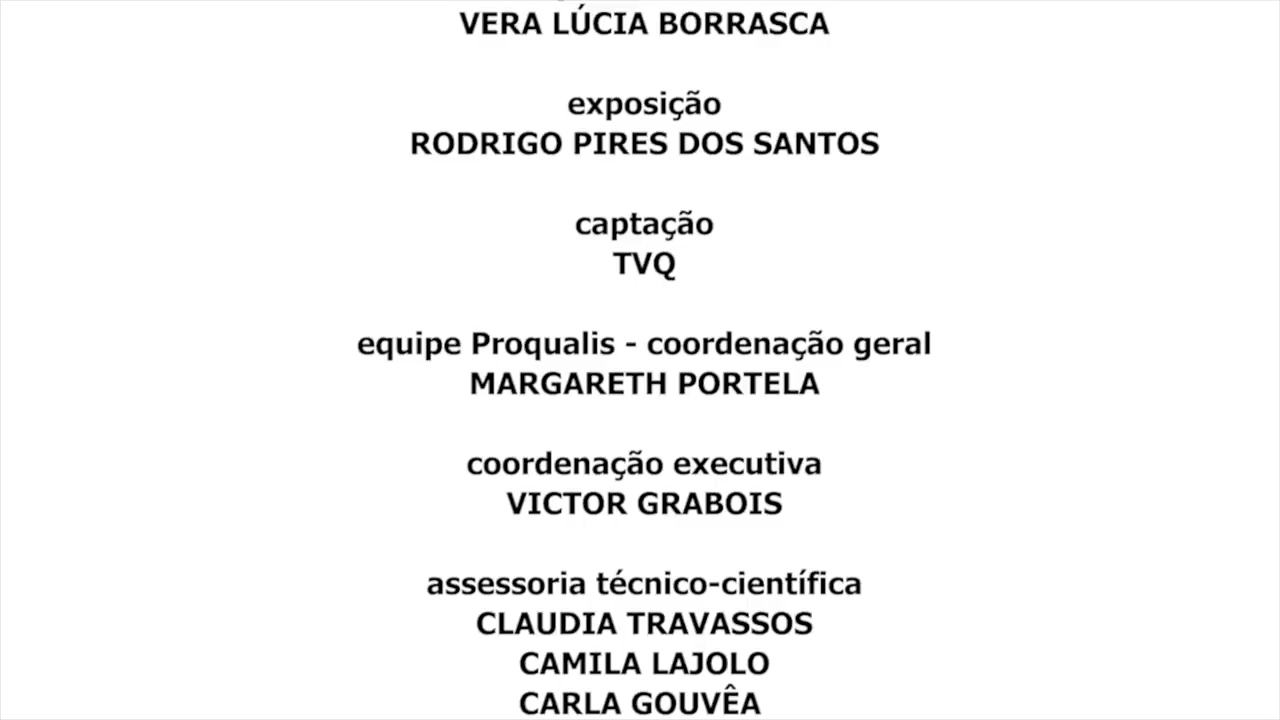 VERA LÚCIA BORRASCA
exposição
RODRIGO PIRES DOS SANTOS
captação
TVQ
equipe Proqualis - coordenação geral
MARGARETH PORTELA
coordenação executiva
VICTOR GRABOIS
assessoria técnico-científica
CLAUDIA TRAVASSOS
CAMILA LAJOLO
CARLA GOUVÊA